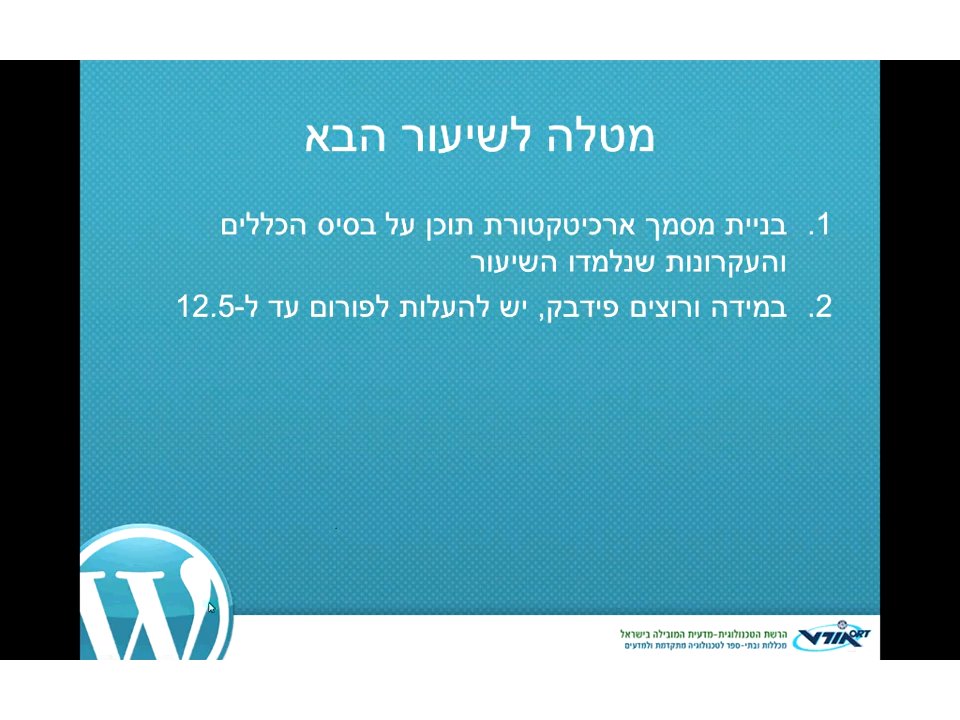 מטלה לשיעור הבא
1. בניית מסמך ארכיטקטורת תוכן על בסיס הכללים
והעקרונות שנלמדו השיעור
2. במידה ורוצים פידבק, יש להעלות לפורום עד ל-12.5
הרשת הטכנולוגית-מדעית המובילה בישראל
מכללות ובתי-ספר לטכנולוגיה מתקדמת ולמדעים
אורט ORT
W